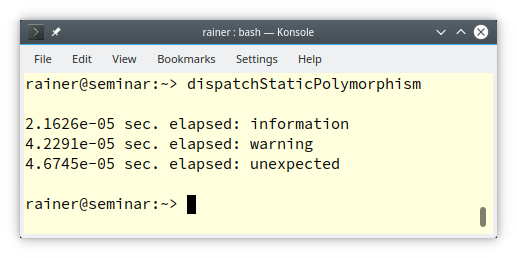 rainer : bash — Konsole
File Edit View Bookmarks Settings Help
rainer@seminar:~> dispatchStaticPolymorphism
2.1626e-05 sec. elapsed: information
4.2291e-05 sec. elapsed: warning
4.6745e-05 sec. elapsed: unexpected
rainer@seminar:~>